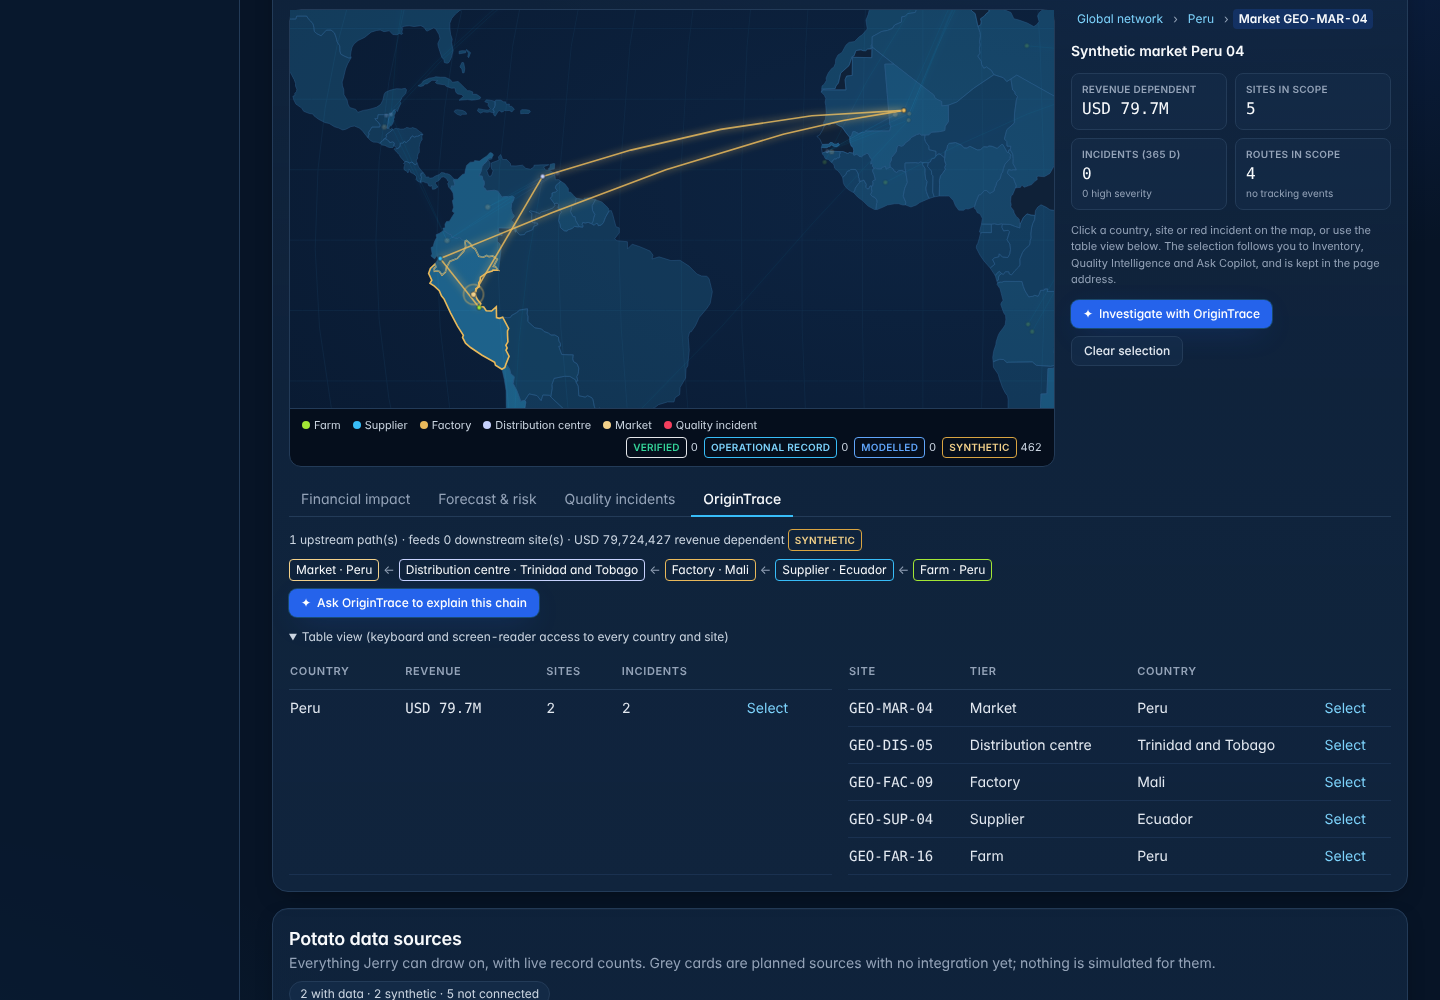 Global network › Peru › Market GEO-MAR-04
Synthetic market Peru 04
REVENUE DEPENDENT
USD 79.7M
SITES IN SCOPE
5
INCIDENTS (365 D)
0
0 high severity
ROUTES IN SCOPE
4
no tracking events
Click a country, site or red incident on the map, or use the
table view below. The selection follows you to Inventory,
Quality Intelligence and Ask Copilot, and is kept in the page
address.
✦ Investigate with OriginTrace
Clear selection
Farm Supplier Factory Distribution centre Market Quality incident
VERIFIED 0 OPERATIONAL RECORD 0 MODELLED 0 SYNTHETIC 462
Financial impact Forecast & risk Quality incidents OriginTrace
1 upstream path(s) · feeds 0 downstream site(s) · USD 79,724,427 revenue dependent SYNTHETIC
Market · Peru ← Distribution centre · Trinidad and Tobago ← Factory · Mali ← Supplier · Ecuador ← Farm · Peru
✦ Ask OriginTrace to explain this chain
▼ Table view (keyboard and screen-reader access to every country and site)
COUNTRY REVENUE SITES INCIDENTS
Peru USD 79.7M 2 2 Select
SITE TIER COUNTRY
GEO-MAR-04 Market Peru Select
GEO-DIS-05 Distribution centre Trinidad and Tobago Select
GEO-FAC-09 Factory Mali Select
GEO-SUP-04 Supplier Ecuador Select
GEO-FAR-16 Farm Peru Select
Potato data sources
Everything Jerry can draw on, with live record counts. Grey cards are planned sources with no integration yet; nothing is simulated for them.
2 with data · 2 synthetic · 5 not connected